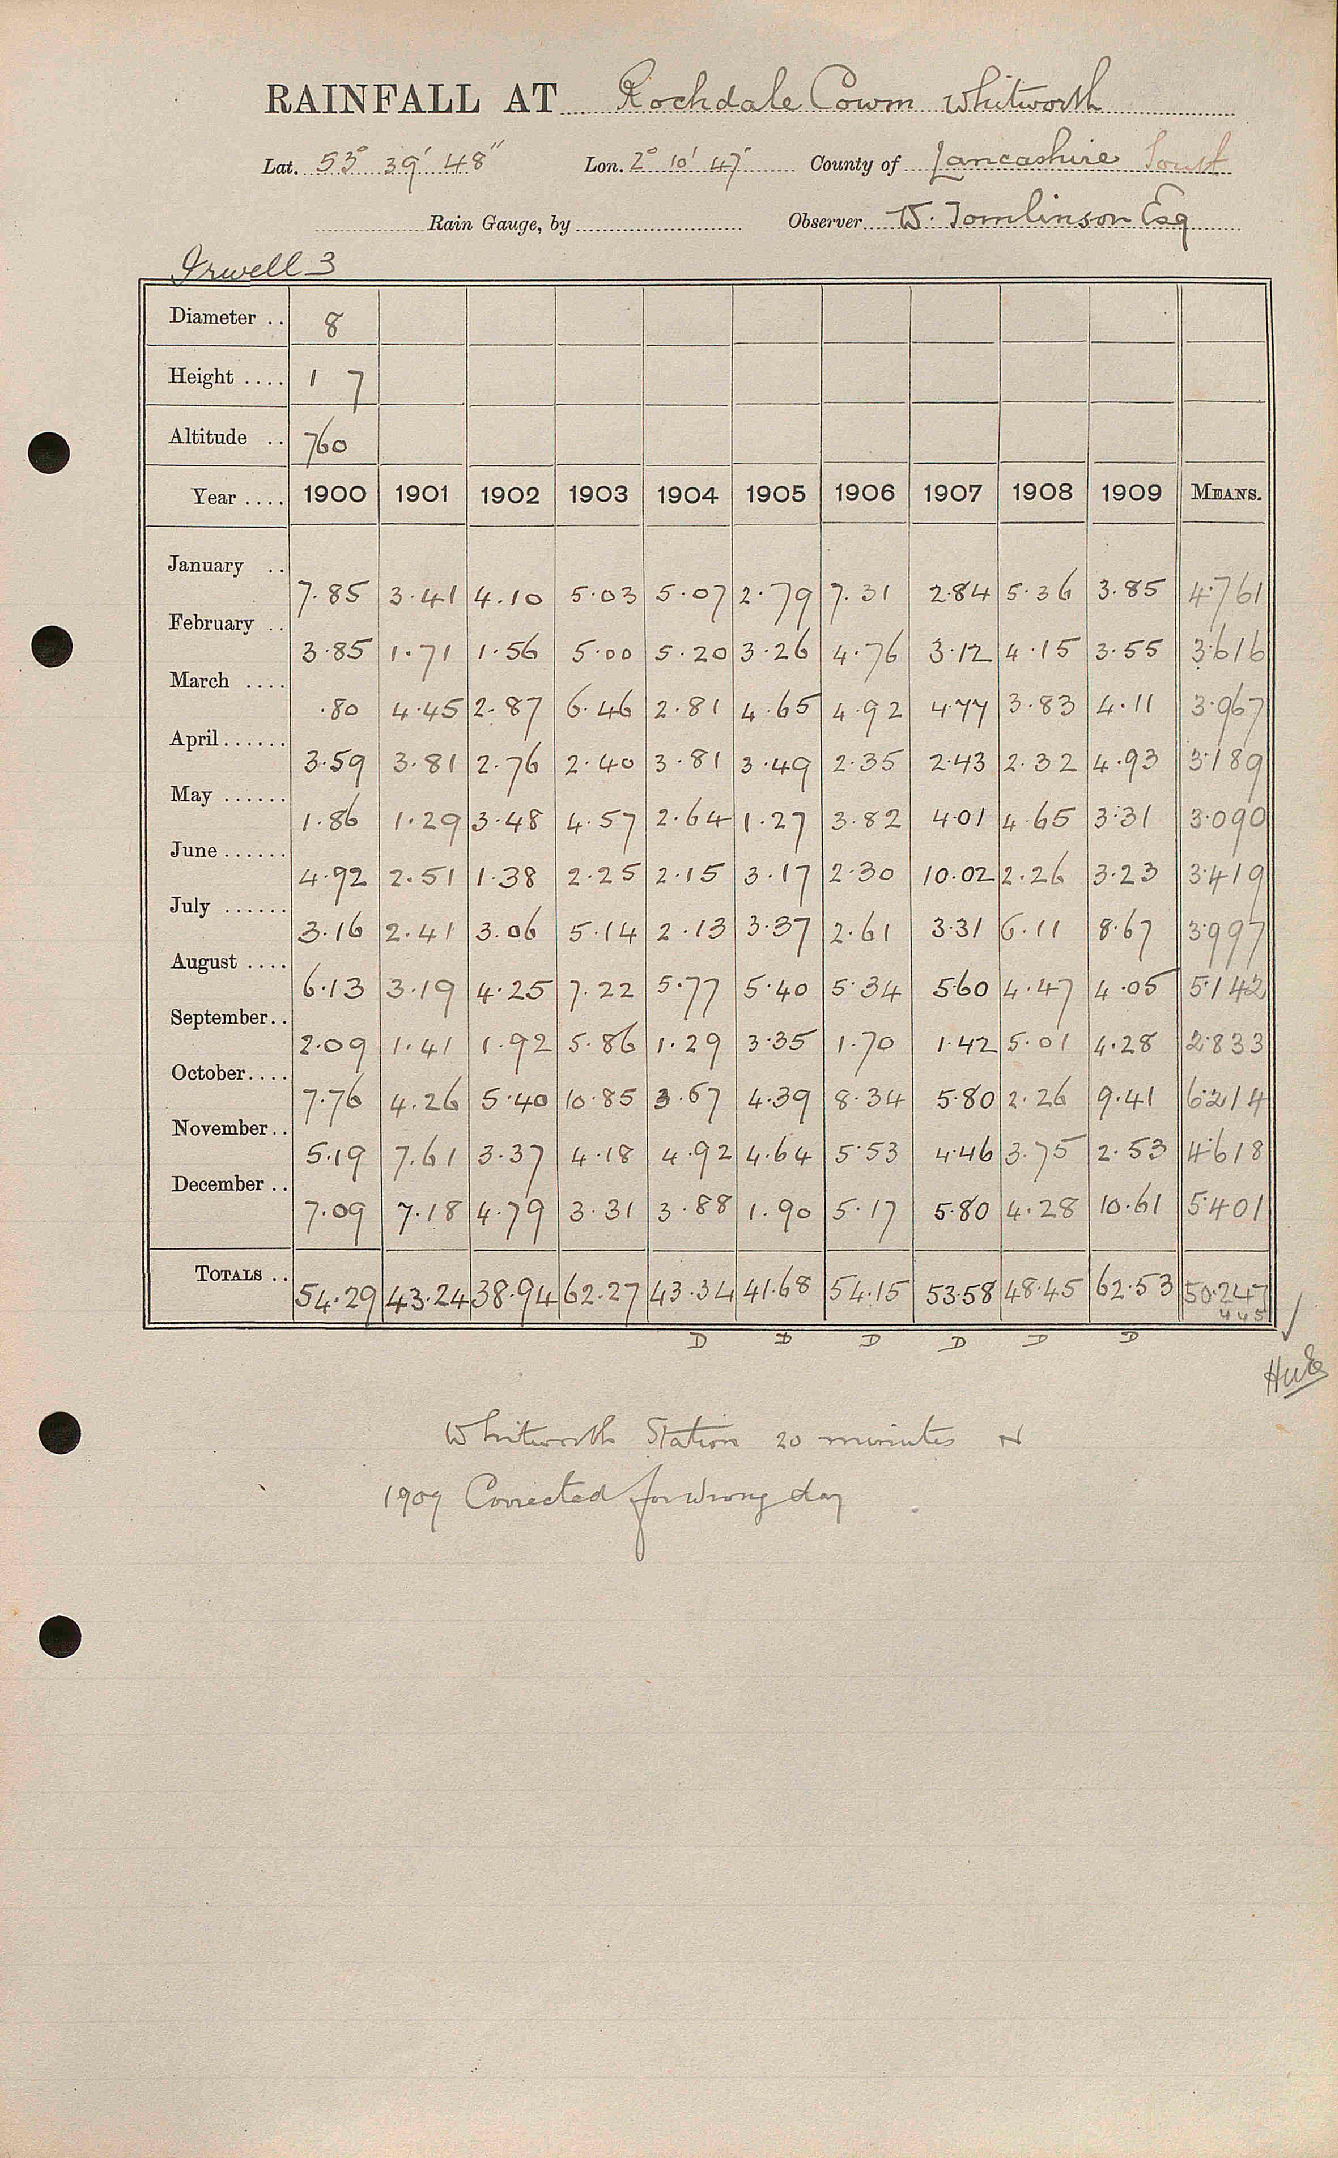 RAINFALL AT Rochdale Cowm Whitworth
Lat. 53° 39' 48" Lon. 2° 10' 47" County of Lancashire South
Rain Gauge, by Observer W. Tomlinson Esq
Irwell 3
Diameter .. 8
Height .... 1 7
Altitude .. 760
Year .... 1900 1901 1902 1903 1904 1905 1906 1907 1908 1909 MEANS.
January .. 7.85 3.41 4.10 5.03 5.07 2.79 7.31 2.84 5.36 3.85 4.761
February .. 3.85 1.71 1.56 5.00 5.20 3.26 4.76 3.12 4.15 3.55 3.616
March .... .80 4.45 2.87 6.46 2.81 4.65 4.92 4.77 3.83 4.11 3.967
April...... 3.59 3.81 2.76 2.40 3.81 3.49 2.35 2.43 2.32 4.93 3.189
May ...... 1.86 1.29 3.48 4.57 2.64 1.27 3.82 4.01 4.65 3.31 3.090
June ...... 4.92 2.51 1.38 2.25 2.15 3.17 2.30 10.02 2.26 3.23 3.419
July ...... 3.16 2.41 3.06 5.14 2.13 3.37 2.61 3.31 6.11 8.67 3.997
August .... 6.13 3.19 4.25 7.22 5.77 5.40 5.34 5.60 4.47 4.05 5.142
September.. 2.09 1.41 1.92 5.86 1.29 3.35 1.70 1.42 5.01 4.28 2.833
October.... 7.76 4.26 5.40 10.85 3.67 4.39 8.34 5.80 2.26 9.41 6.214
November.. 5.19 7.61 3.37 4.18 4.92 4.64 5.53 4.46 3.75 2.53 4.618
December .. 7.09 7.18 4.79 3.31 3.88 1.90 5.17 5.80 4.28 10.61 5.401
TOTALS .. 54.29 43.24 38.94 62.27 43.34 41.68 54.15 53.58 48.45 62.53 50.247
445
D D D D D D
Whitworth Station 20 minutes N
1907 Corrected for wrong day